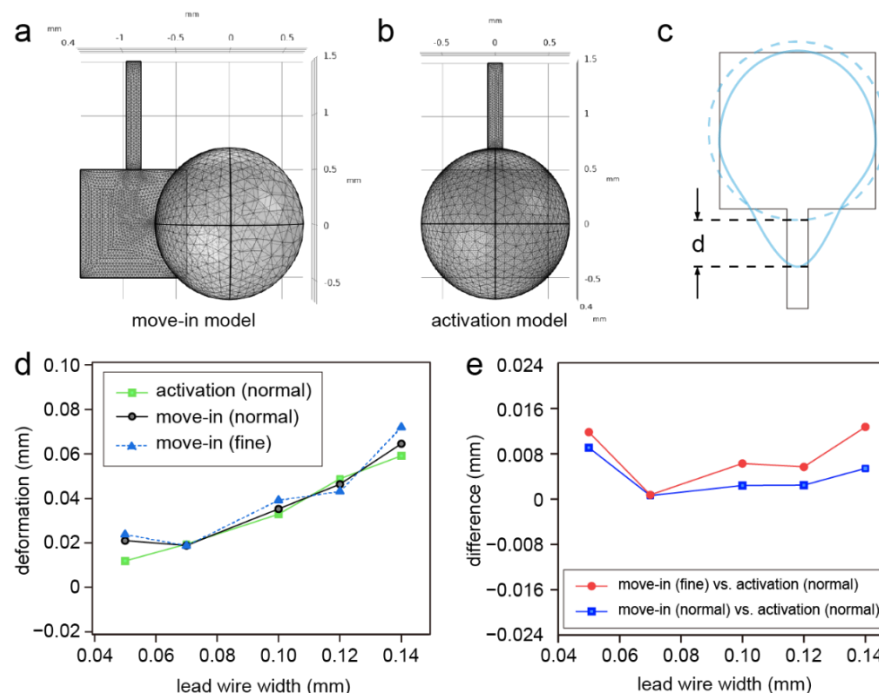 a
mm
mm
0.4
−1
−0.5
0
0.5
1.5
1
0.5
mm
0
−0.5
move-in model
b
mm
−0.5
0
0.5
1.5
1
0.5
mm
0
−0.5
0.4
mm
activation model
c
d
d
0.10
0.08
0.06
0.04
0.02
0
−0.02
deformation (mm)
activation (normal)
move-in (normal)
move-in (fine)
0.04
0.06
0.08
0.10
0.12
0.14
lead wire width (mm)
e
0.024
0.016
0.008
0
−0.008
−0.016
−0.024
difference (mm)
move-in (fine) vs. activation (normal)
move-in (normal) vs. activation (normal)
0.04
0.06
0.08
0.10
0.12
0.14
lead wire width (mm)